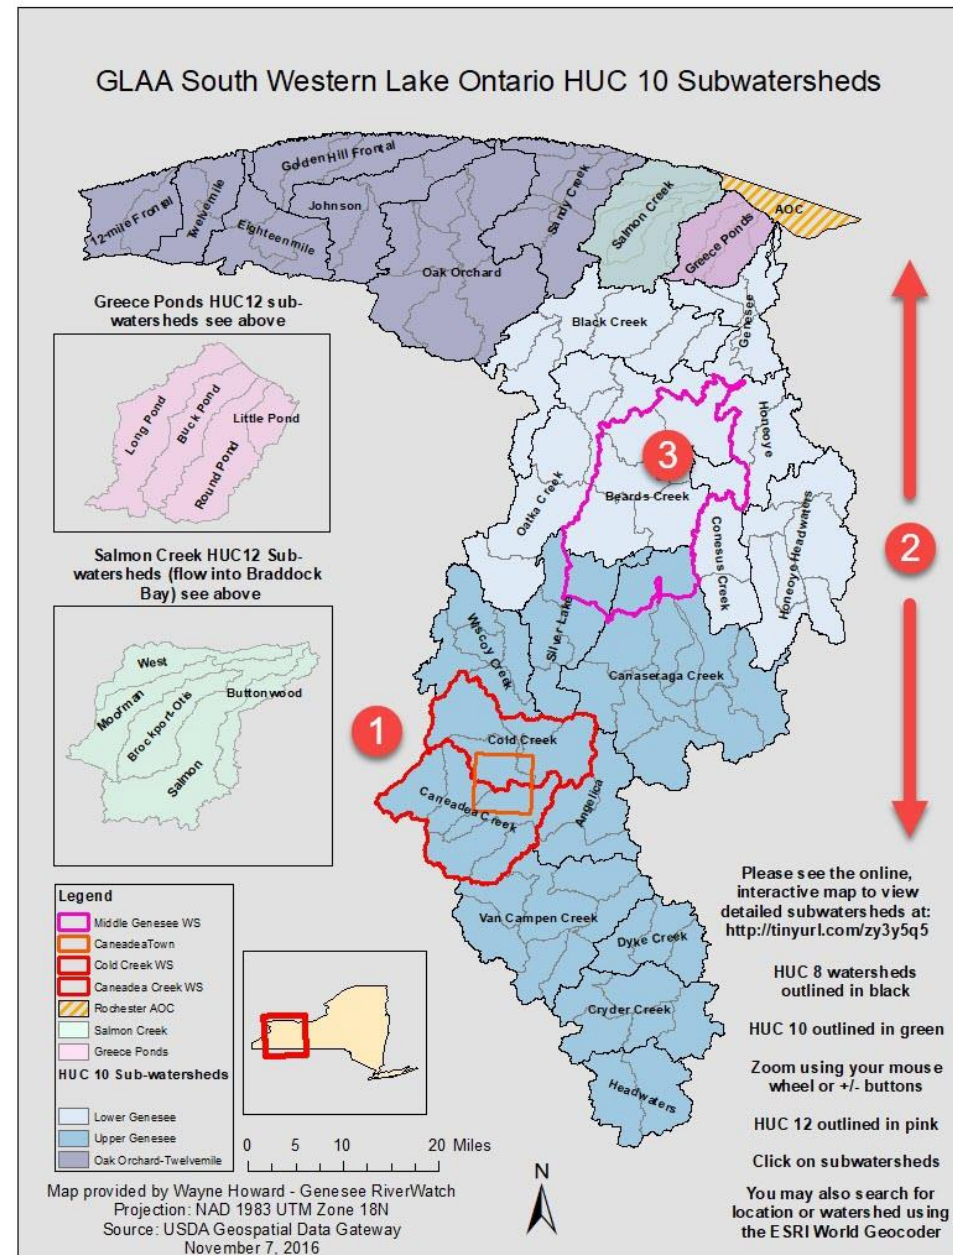 GLAA South Western Lake Ontario HUC 10 Subwatersheds
Golden Hill Frontal
12-mile Frontal
Twelvemile
Eighteenmile
Johnson
Oak Orchard
Sandy Creek
Salmon Creek
Greece Ponds
AOC
Black Creek
Genesee
Honeoye
3
Beards Creek
Oatka Creek
Conesus Creek
Honeoye Headwaters
2
Silver Lake
Wiscoy Creek
Canaseraga Creek
1
Cold Creek
Caneadea Creek
Angelica
Van Campen Creek
Dyke Creek
Cryder Creek
Headwaters
Greece Ponds HUC12 sub-
watersheds see above
Long Pond
Buck Pond
Little Pond
Round Pond
Salmon Creek HUC12 Sub-
watersheds (flow into Braddock
Bay) see above
West
Moorman
Brockport-Otis
Buttonwood
Salmon
Legend
Middle Genesee WS
CaneadeaTown
Cold Creek WS
Caneadea Creek WS
Rochester AOC
Salmon Creek
Greece Ponds
HUC 10 Sub-watersheds
Lower Genesee
Upper Genesee
Oak Orchard-Twelvemile
0 5 10 20 Miles
N
Map provided by Wayne Howard - Genesee RiverWatch
Projection: NAD 1983 UTM Zone 18N
Source: USDA Geospatial Data Gateway
November 7, 2016
Please see the online,
interactive map to view
detailed subwatersheds at:
http://tinyurl.com/zy3y5q5
HUC 8 watersheds
outlined in black
HUC 10 outlined in green
Zoom using your mouse
wheel or +/- buttons
HUC 12 outlined in pink
Click on subwatersheds
You may also search for
location or watershed using
the ESRI World Geocoder